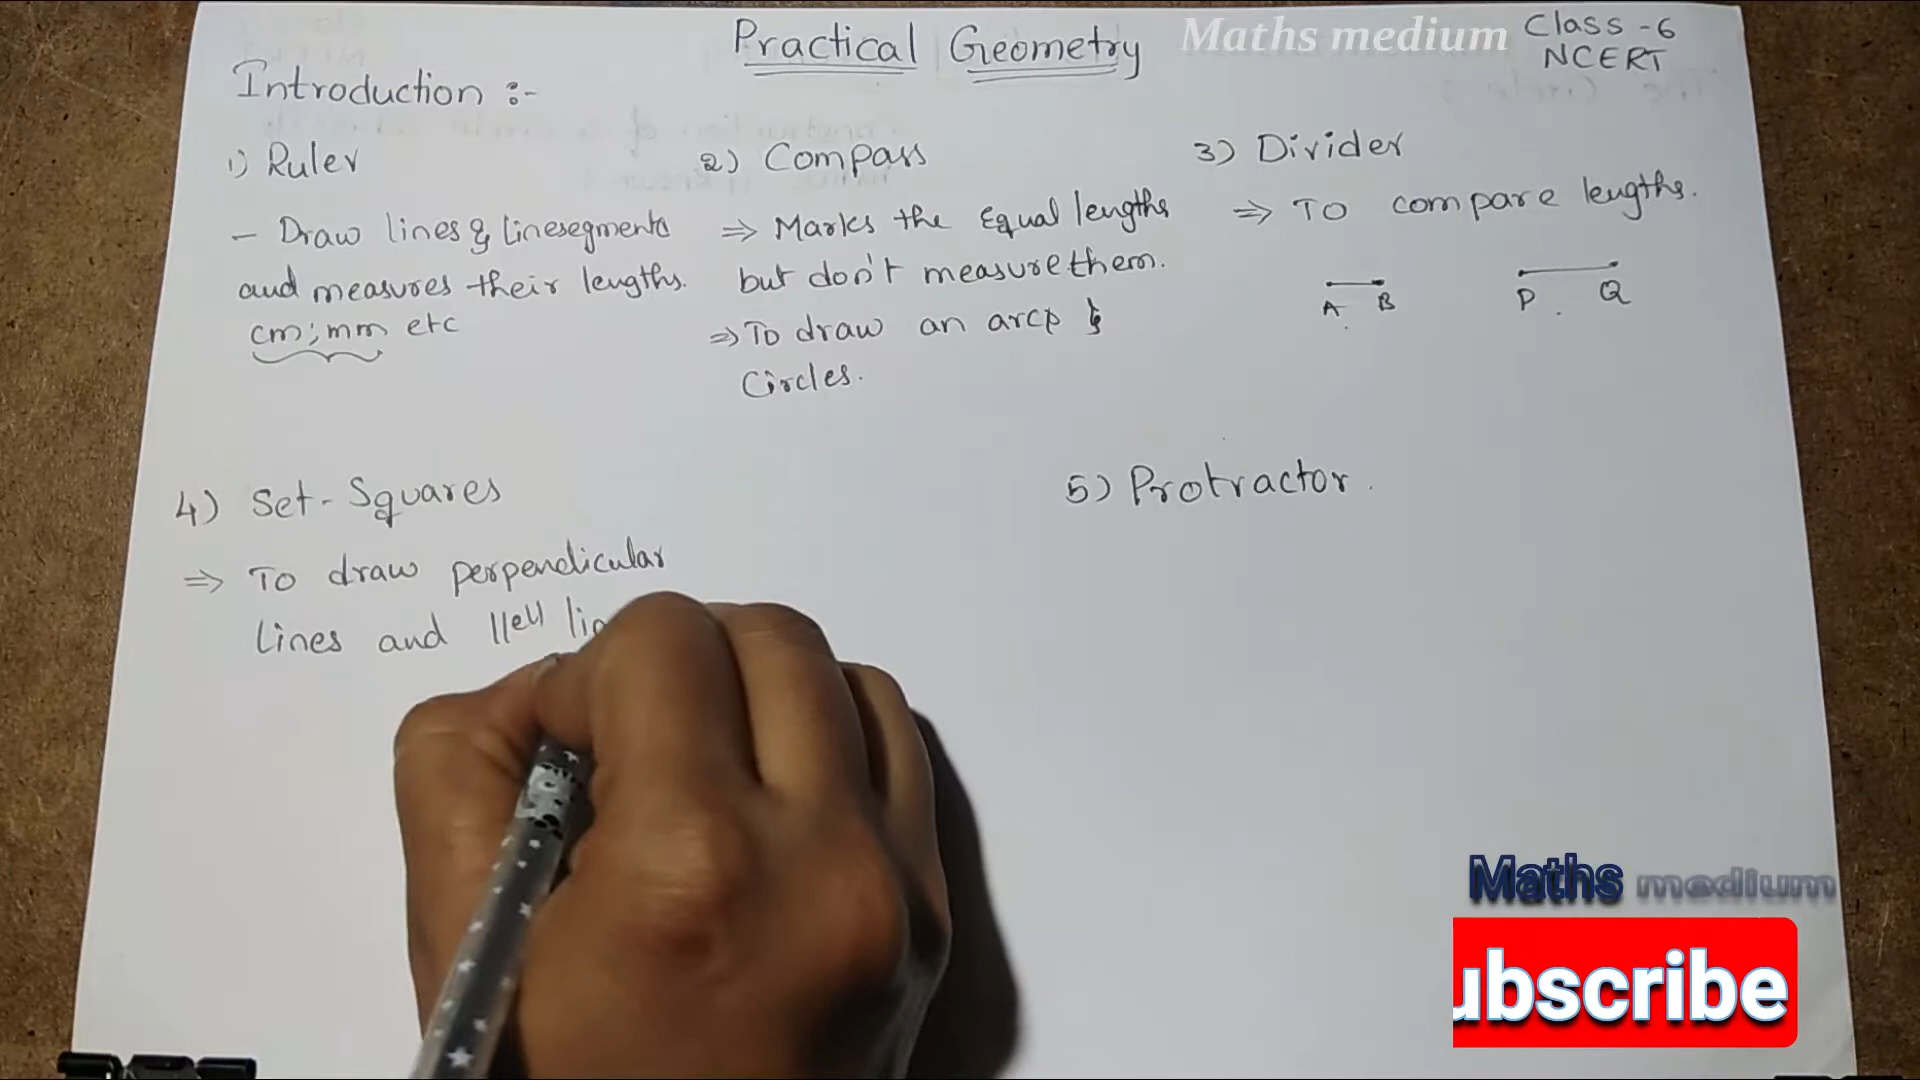 Practical Geometry
Maths medium
Class-6
NCERT
Introduction :-
1) Ruler
- Draw lines & linesegments
and measures their lengths.
cm; mm etc
2) Compass
⇒ Marks the Equal lengths
but don't measure them.
⇒ To draw an arcs &
Circles.
3) Divider
⇒ To compare lengths.
A B
P Q
4) Set-Squares
⇒ To draw perpendicular
lines and llell
5) Protractor.
Maths medium
ubscribe